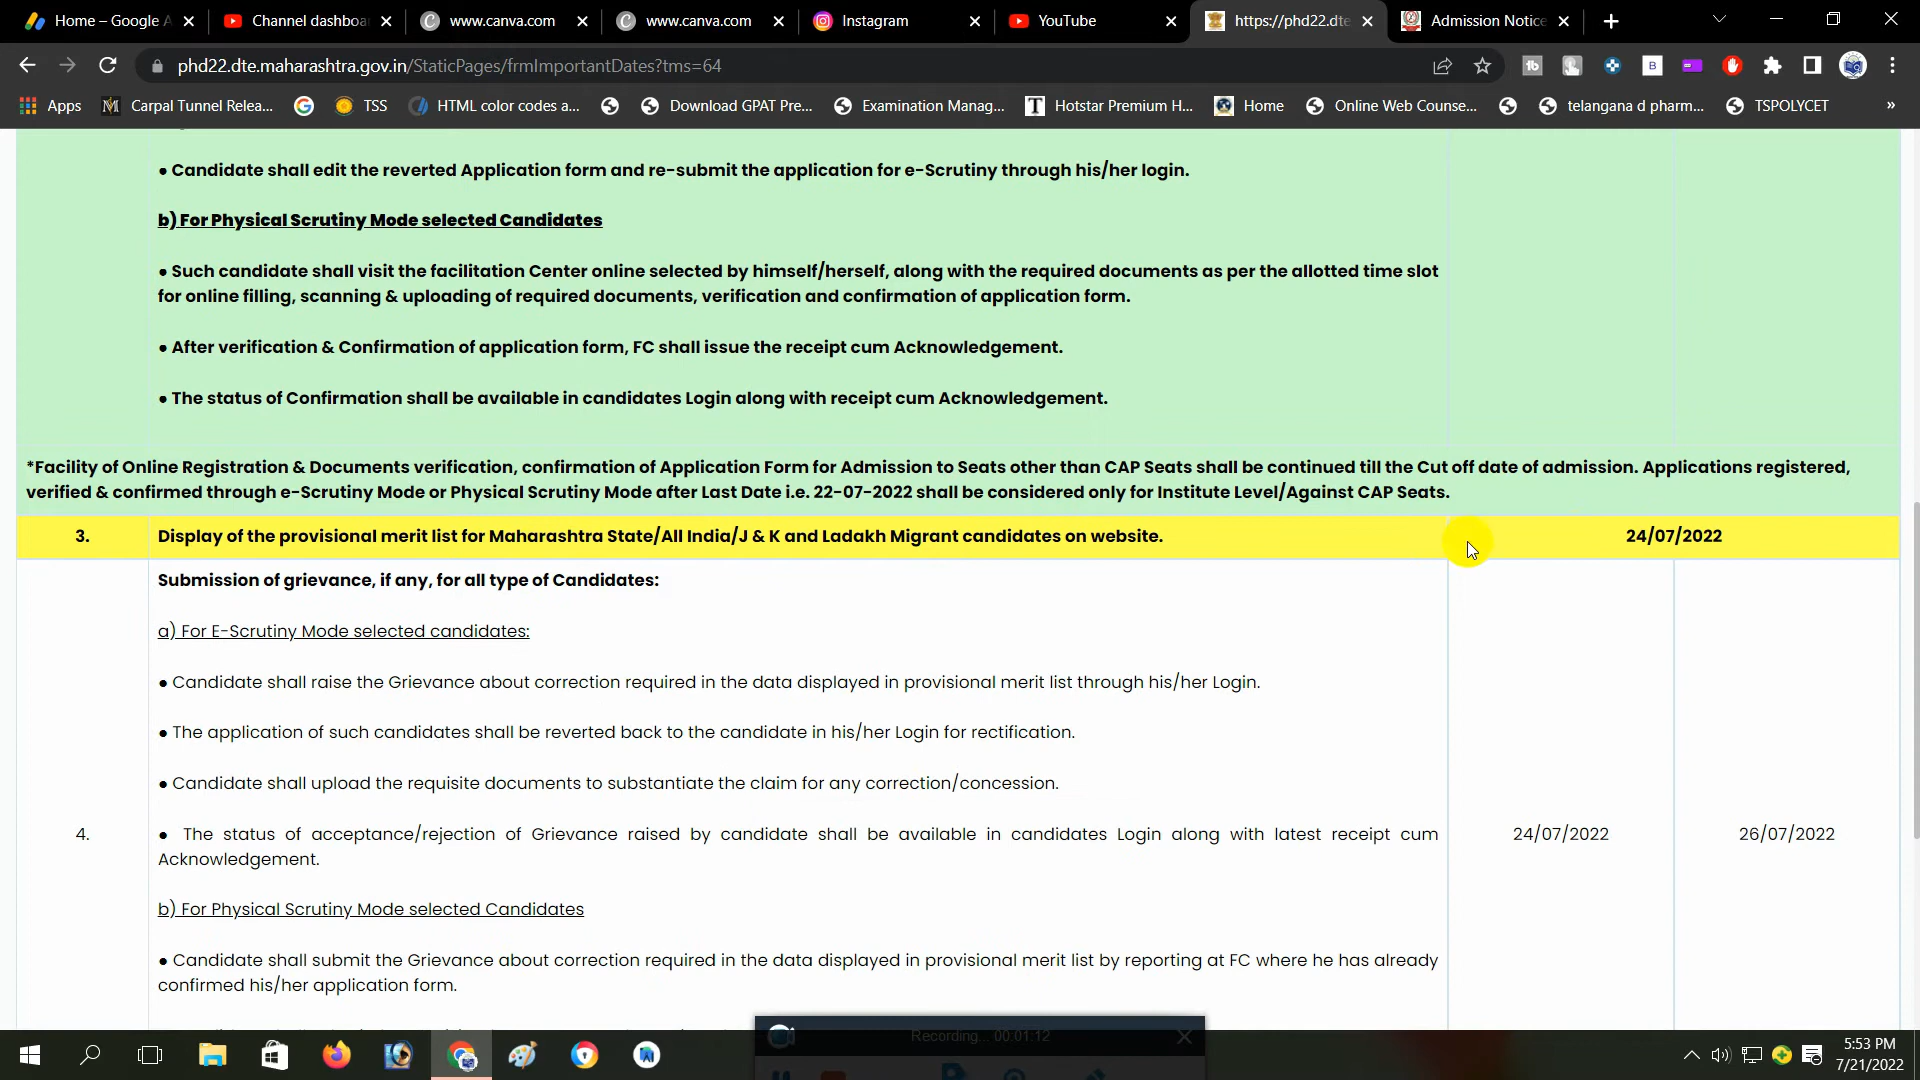 Home – Google A
Channel dashboa
www.canva.com
www.canva.com
Instagram
YouTube
https://phd22.dte
Admission Notice
phd22.dte.maharashtra.gov.in/StaticPages/frmImportantDates?tms=64
Apps
Carpal Tunnel Relea...
TSS
HTML color codes a...
Download GPAT Pre...
Examination Manag...
Hotstar Premium H...
Home
Online Web Counse...
telangana d pharm...
TSPOLYCET
»
● Candidate shall edit the reverted Application form and re-submit the application for e-Scrutiny through his/her login.
b) For Physical Scrutiny Mode selected Candidates
● Such candidate shall visit the facilitation Center online selected by himself/herself, along with the required documents as per the allotted time slot
for online filling, scanning & uploading of required documents, verification and confirmation of application form.
● After verification & Confirmation of application form, FC shall issue the receipt cum Acknowledgement.
● The status of Confirmation shall be available in candidates Login along with receipt cum Acknowledgement.
*Facility of Online Registration & Documents verification, confirmation of Application Form for Admission to Seats other than CAP Seats shall be continued till the Cut off date of admission. Applications registered,
verified & confirmed through e-Scrutiny Mode or Physical Scrutiny Mode after Last Date i.e. 22-07-2022 shall be considered only for Institute Level/Against CAP Seats.
3. Display of the provisional merit list for Maharashtra State/All India/J & K and Ladakh Migrant candidates on website. 24/07/2022
Submission of grievance, if any, for all type of Candidates:
a) For E-Scrutiny Mode selected candidates:
● Candidate shall raise the Grievance about correction required in the data displayed in provisional merit list through his/her Login.
● The application of such candidates shall be reverted back to the candidate in his/her Login for rectification.
● Candidate shall upload the requisite documents to substantiate the claim for any correction/concession.
4. ● The status of acceptance/rejection of Grievance raised by candidate shall be available in candidates Login along with latest receipt cum 24/07/2022 26/07/2022
Acknowledgement.
b) For Physical Scrutiny Mode selected Candidates
● Candidate shall submit the Grievance about correction required in the data displayed in provisional merit list by reporting at FC where he has already
confirmed his/her application form.
Recording... 00:01:12
5:53 PM
7/21/2022